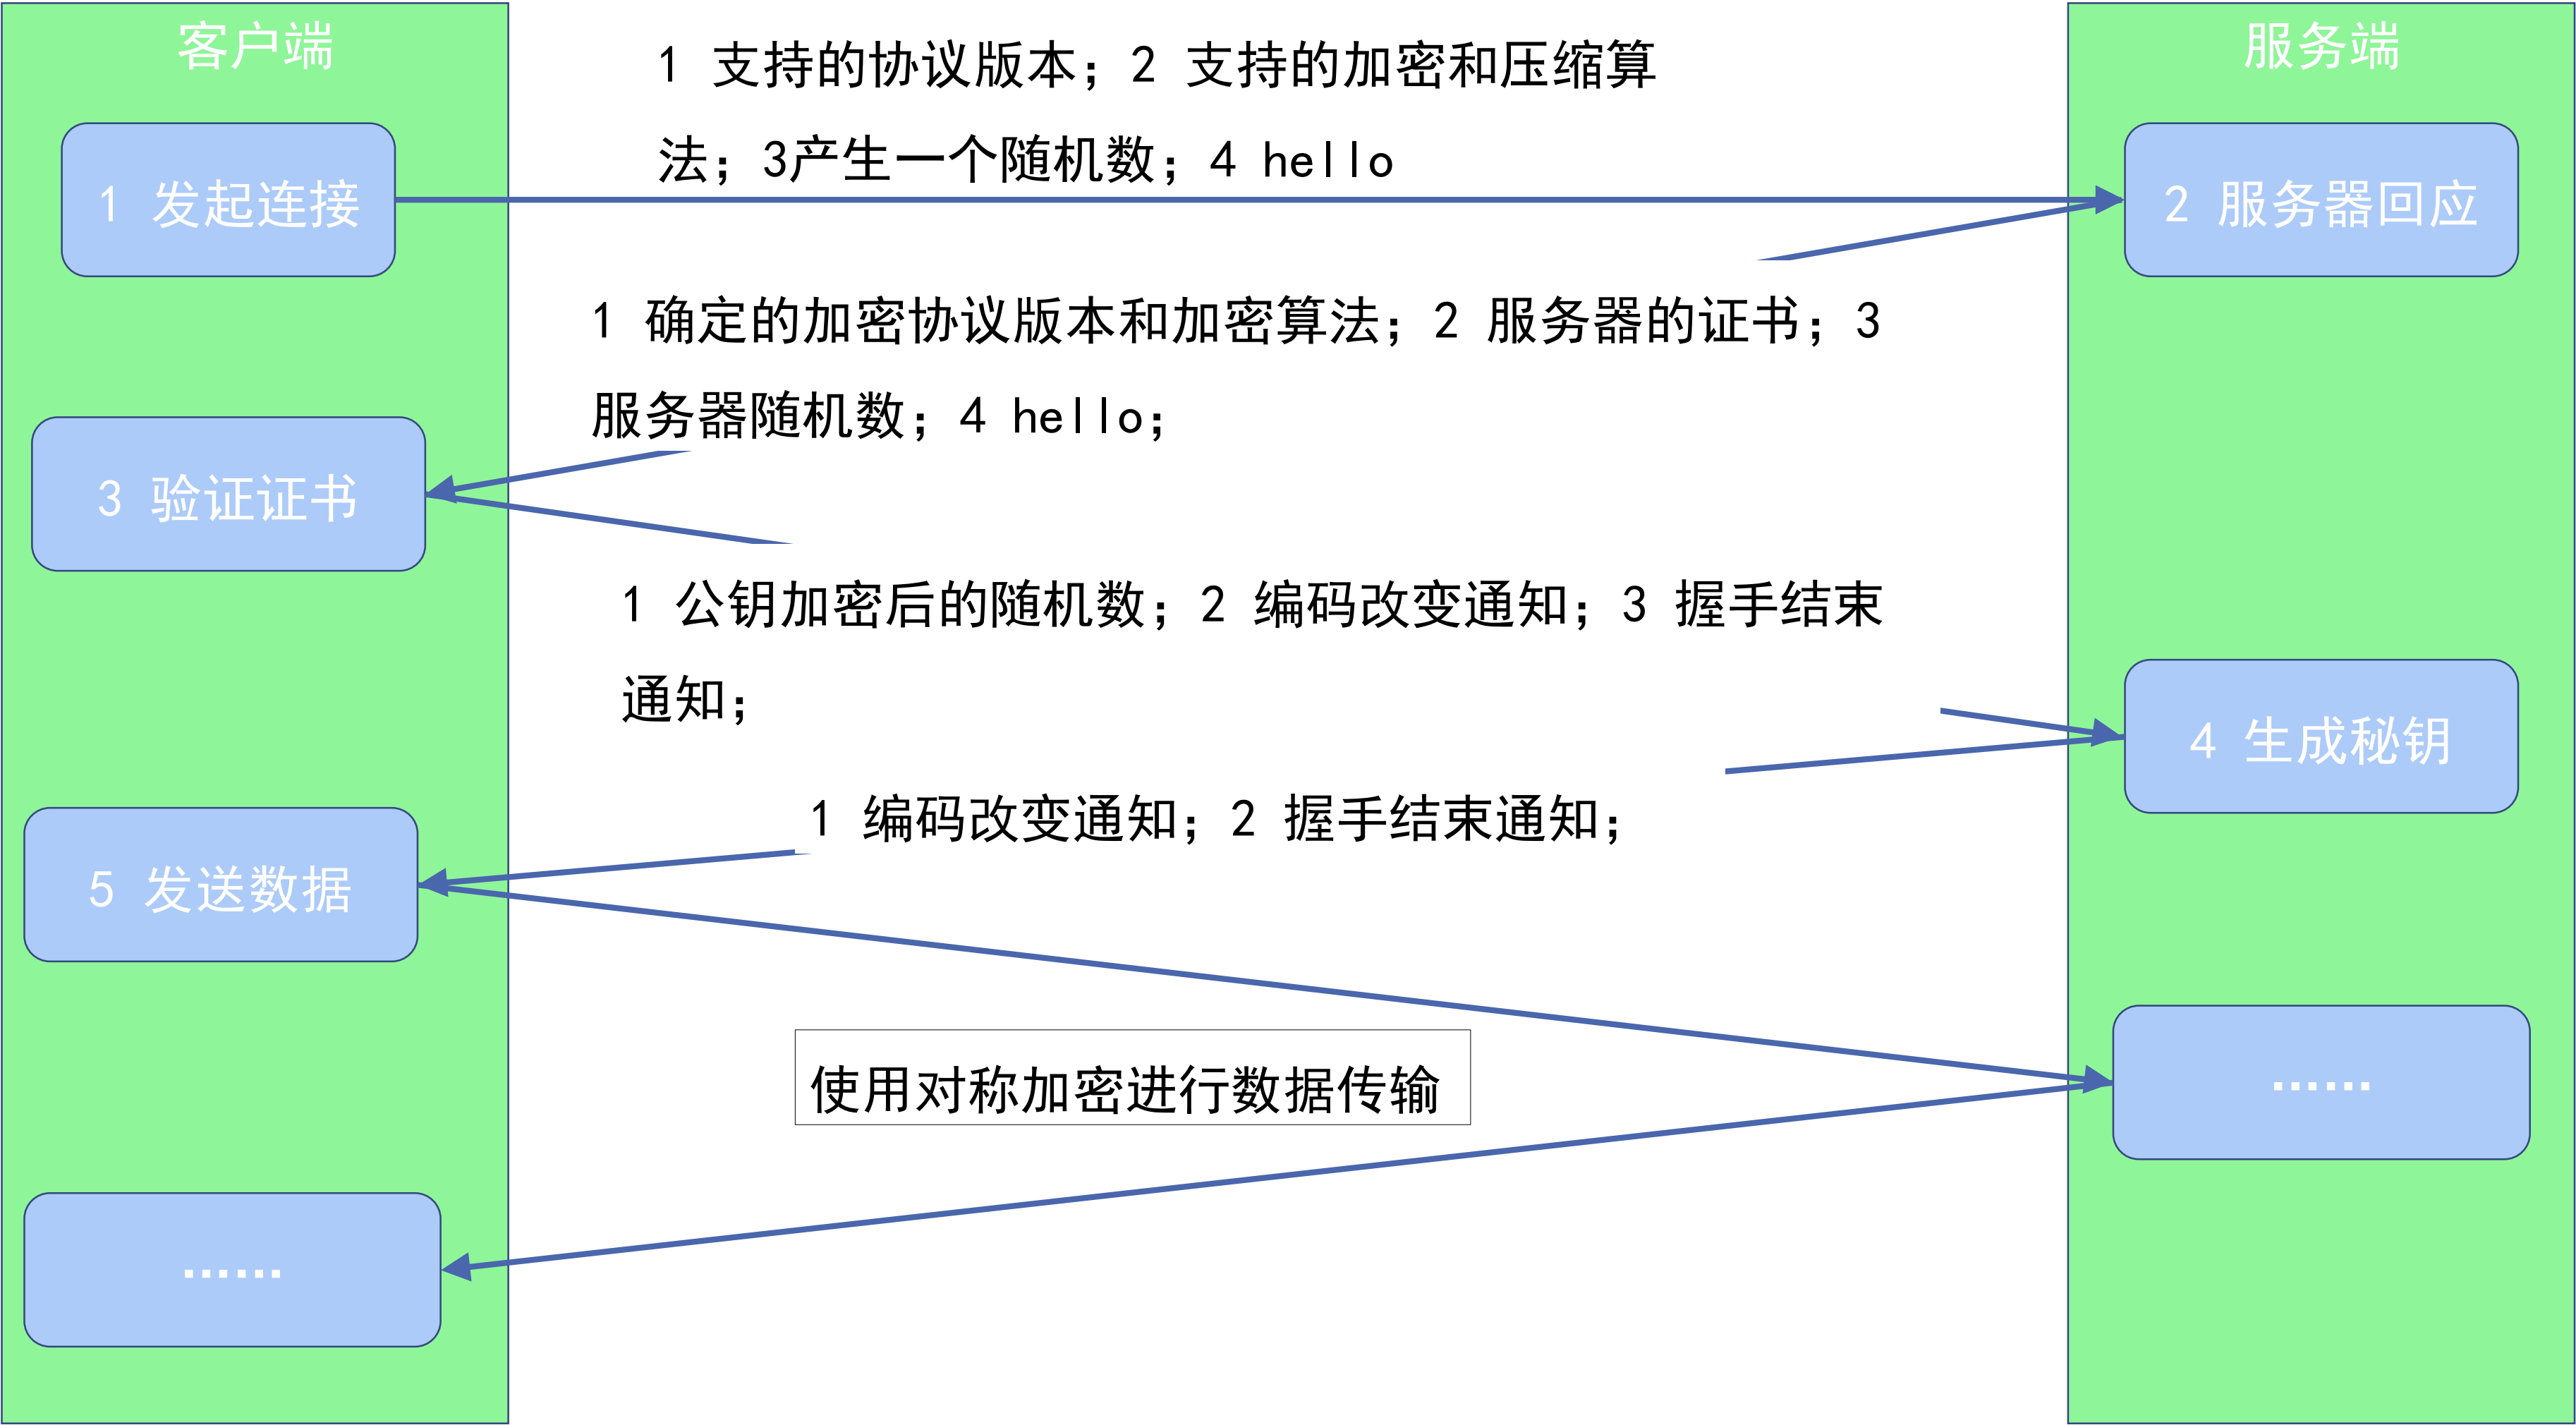 客户端
服务端
1 支持的协议版本；2 支持的加密和压缩算
法；3产生一个随机数；4 hello
1 发起连接
2 服务器回应
1 确定的加密协议版本和加密算法；2 服务器的证书；3
服务器随机数；4 hello；
3 验证证书
1 公钥加密后的随机数；2 编码改变通知；3 握手结束
通知；
4 生成秘钥
1 编码改变通知；2 握手结束通知；
5 发送数据
使用对称加密进行数据传输
……
……